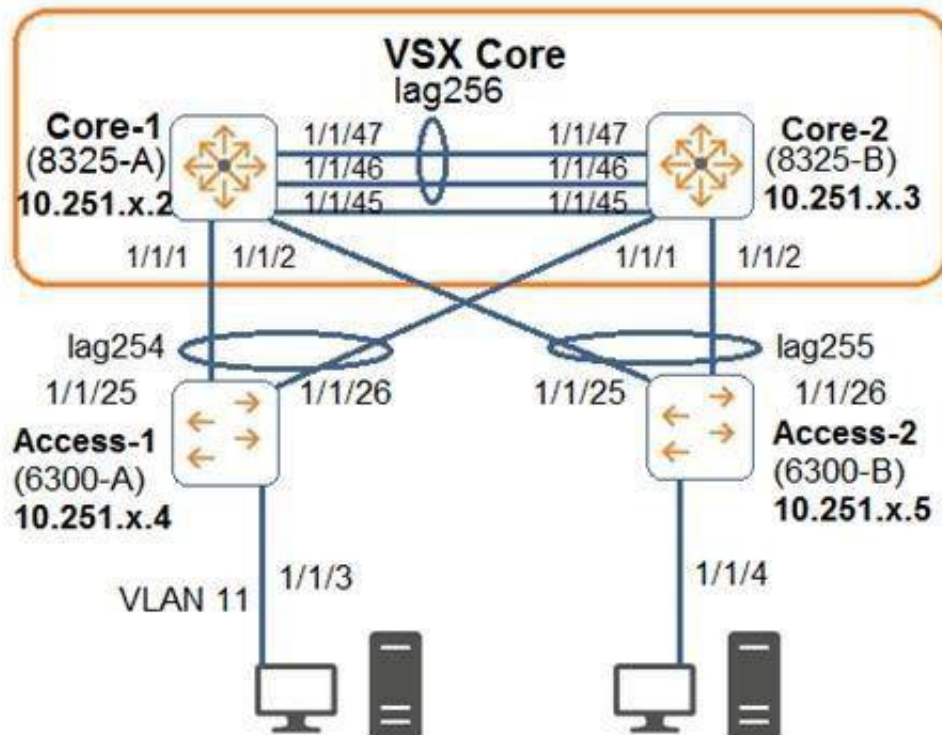 VSX Core
lag256
Core-1
(8325-A)
10.251.x.2
1/1/47
1/1/47
1/1/46
1/1/46
1/1/45
1/1/45
Core-2
(8325-B)
10.251.x.3
1/1/1
1/1/2
1/1/1
1/1/2
lag254
lag255
1/1/25
1/1/26
1/1/25
1/1/26
Access-1
(6300-A)
10.251.x.4
Access-2
(6300-B)
10.251.x.5
VLAN 11
1/1/3
1/1/4